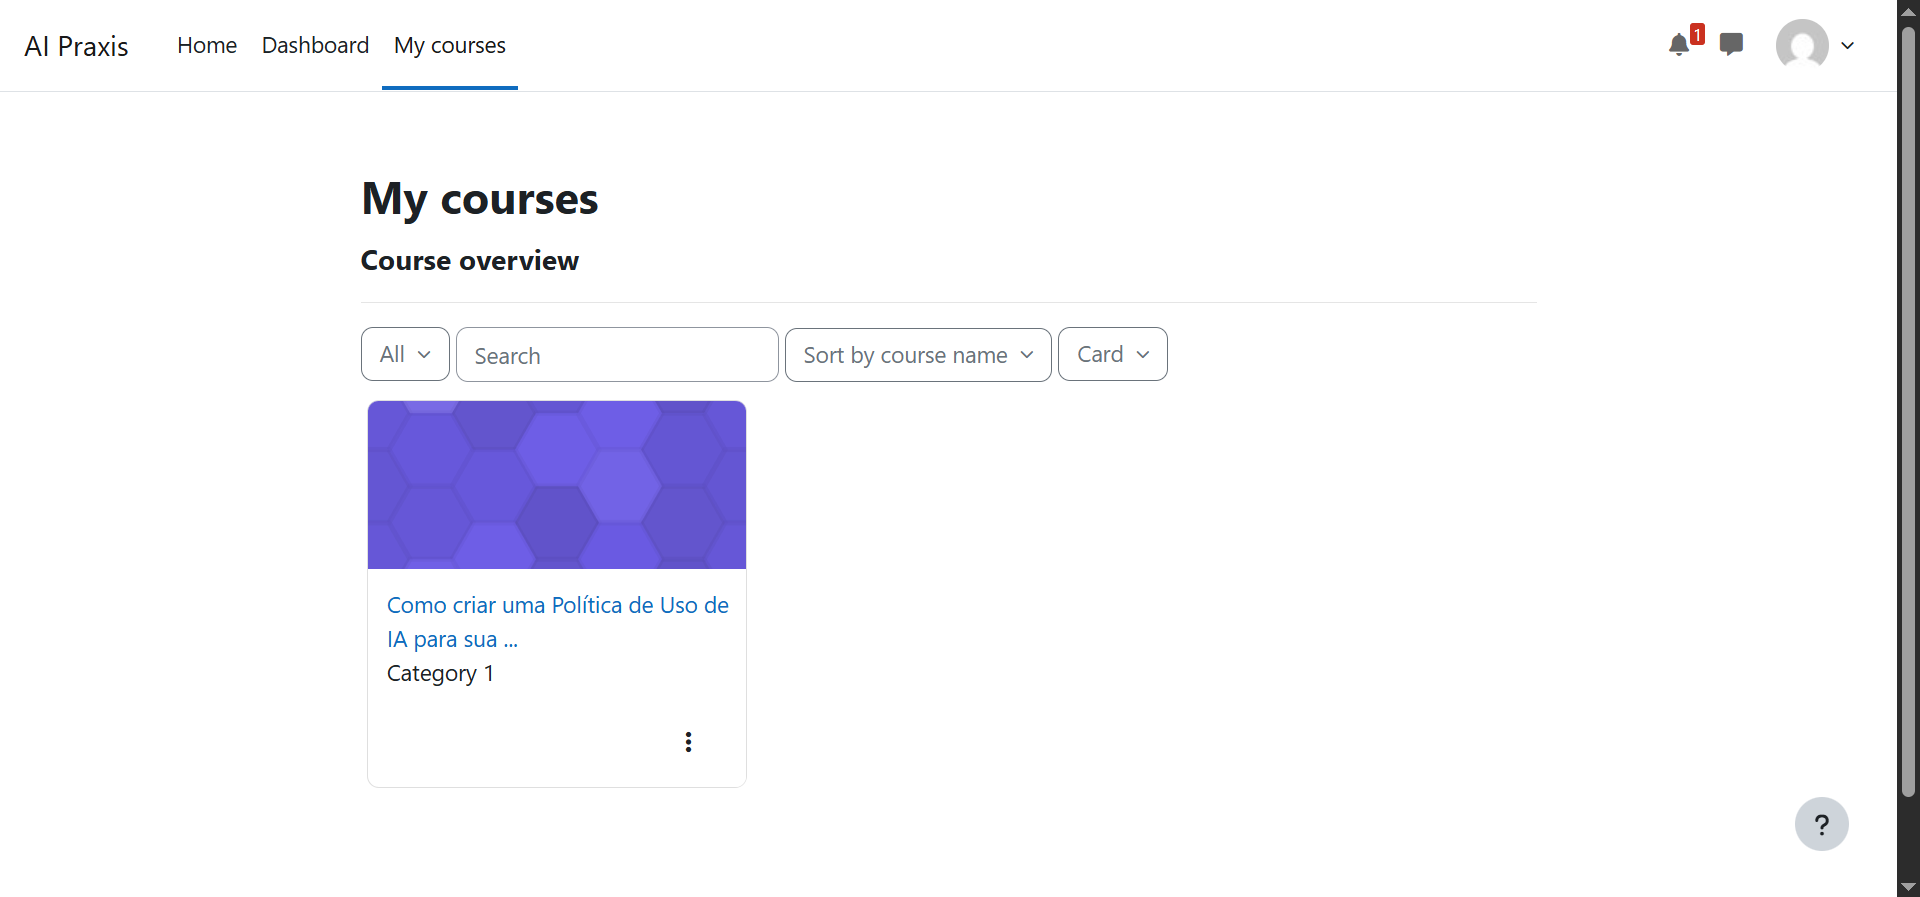 AI Praxis
Home
Dashboard
My courses
1
My courses
Course overview
All
Search
Sort by course name
Card
Como criar uma Política de Uso de
IA para sua ...
Category 1
?